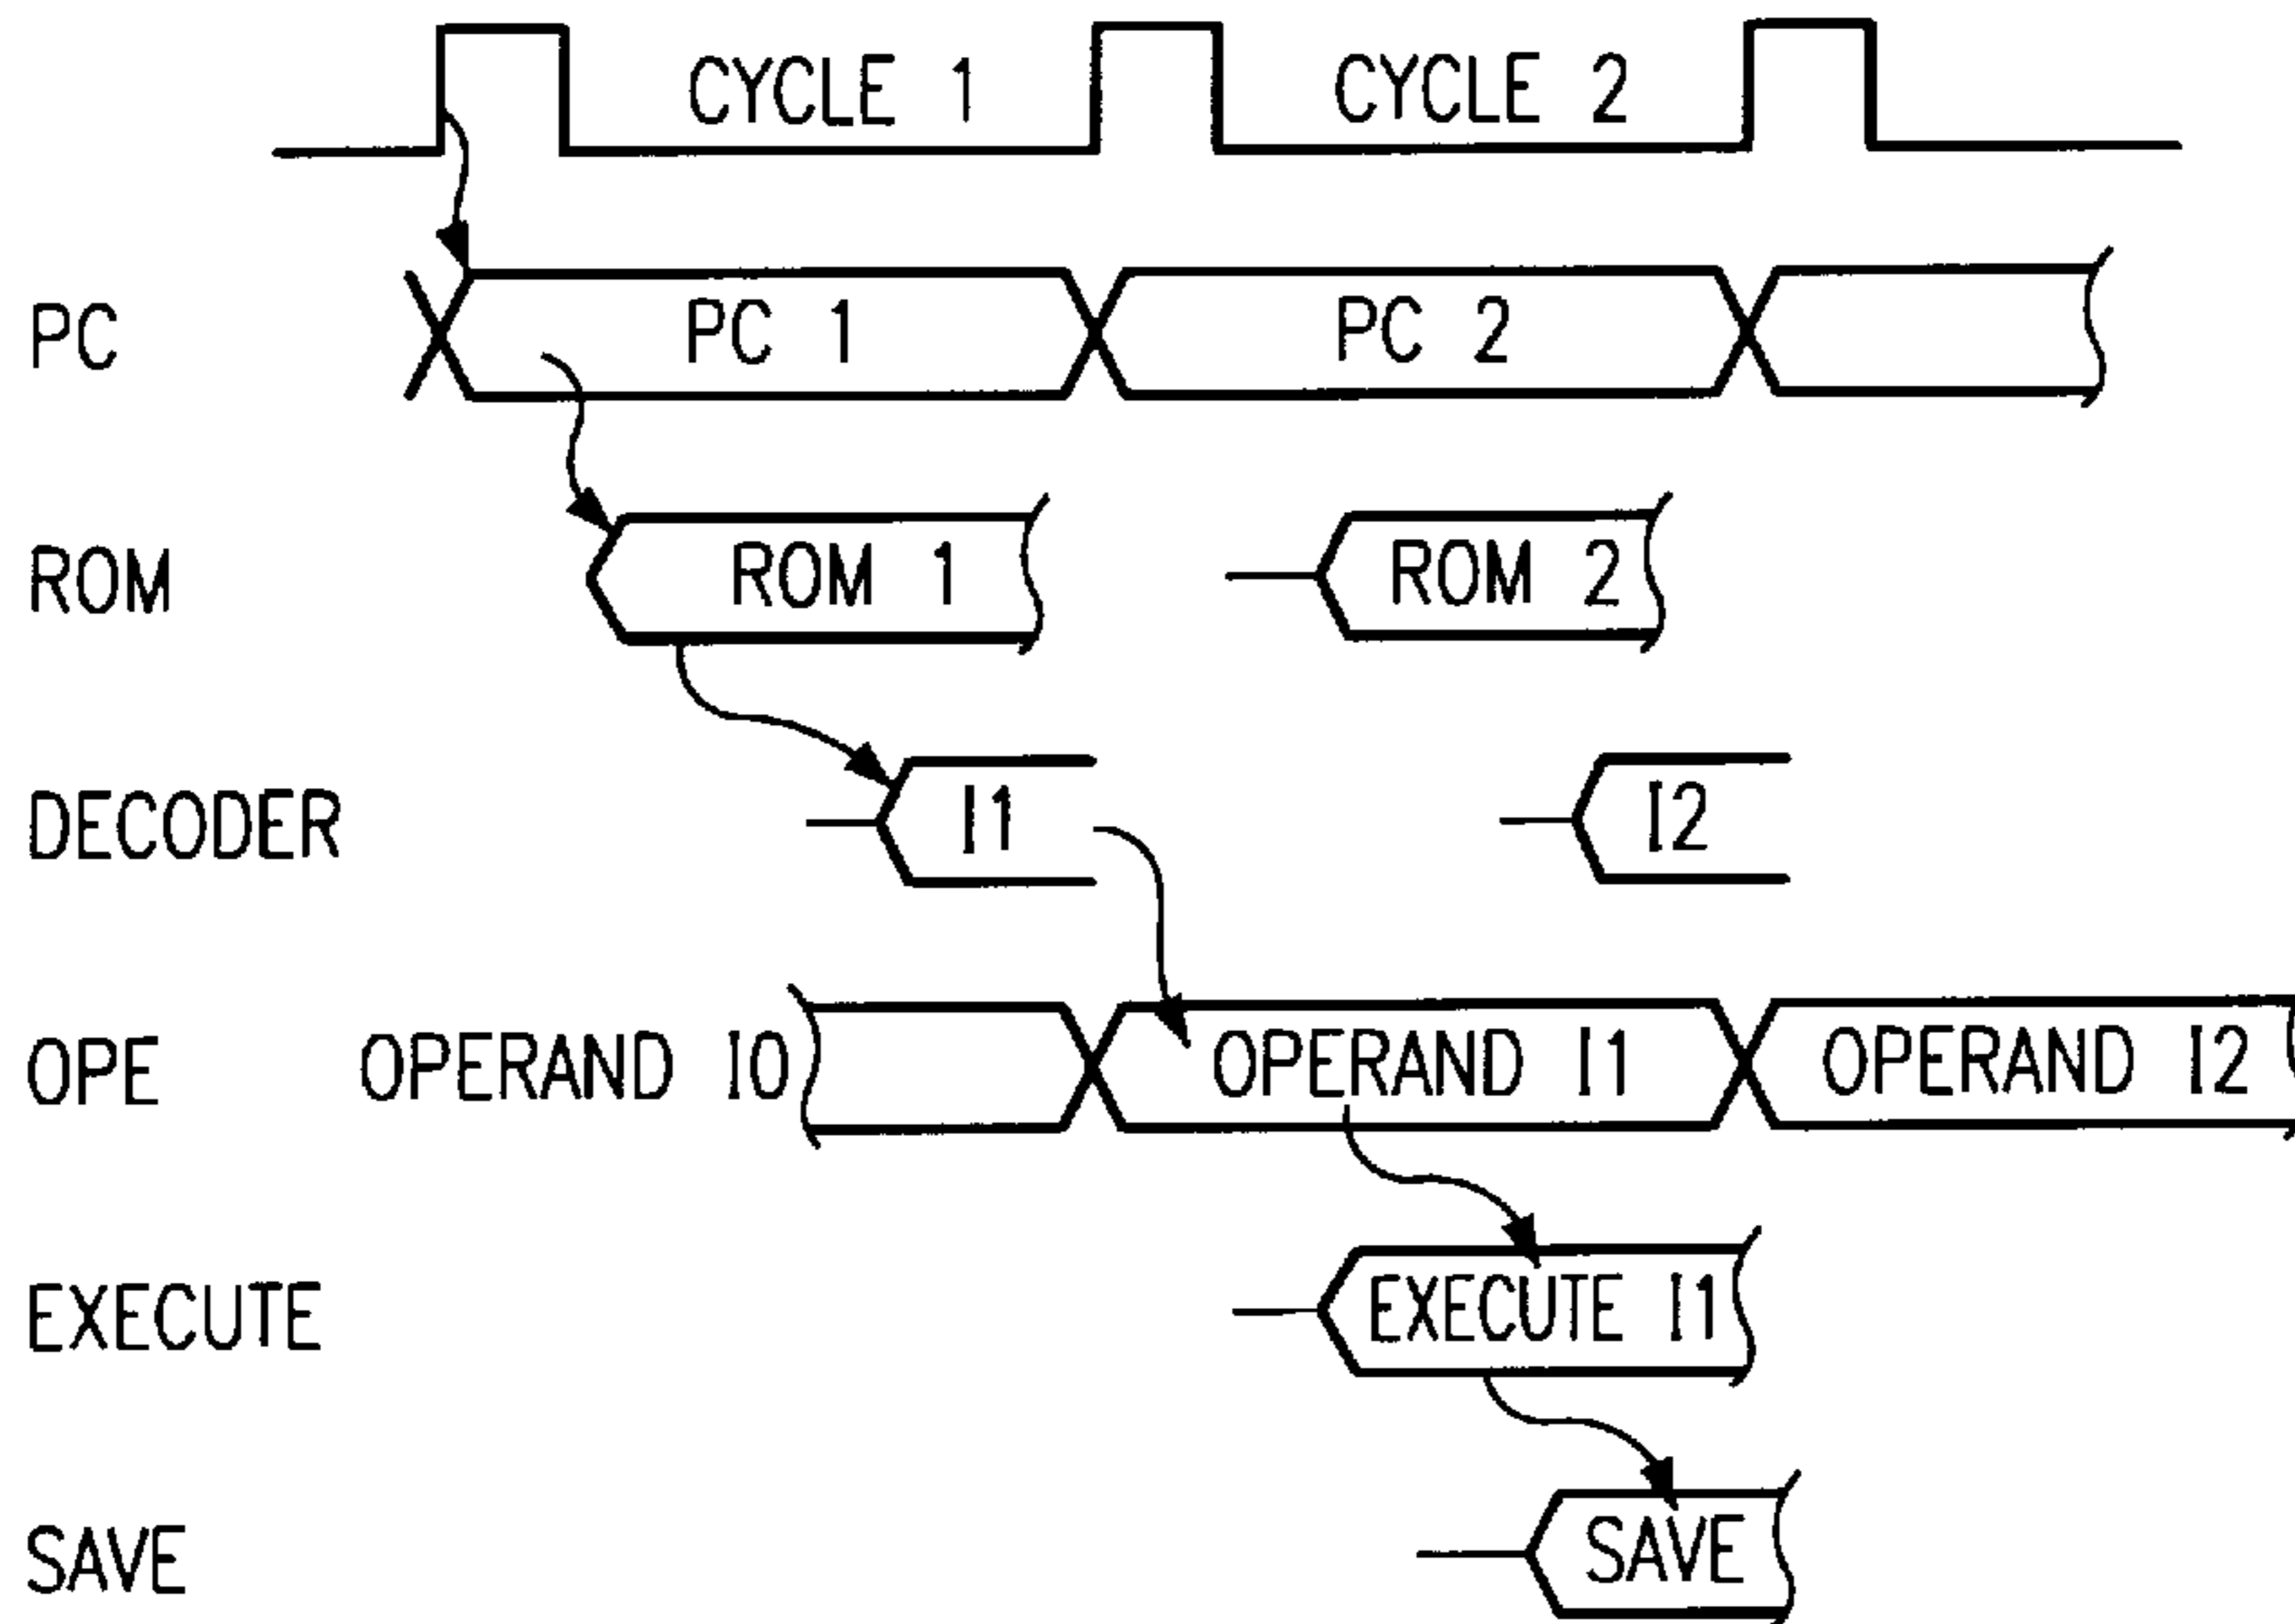 CYCLE 1 CYCLE 2
PC PC 1 PC 2
ROM ROM 1 ROM 2
DECODER I1 I2
OPE OPERAND I0 OPERAND I1 OPERAND I2
EXECUTE EXECUTE I1
SAVE SAVE